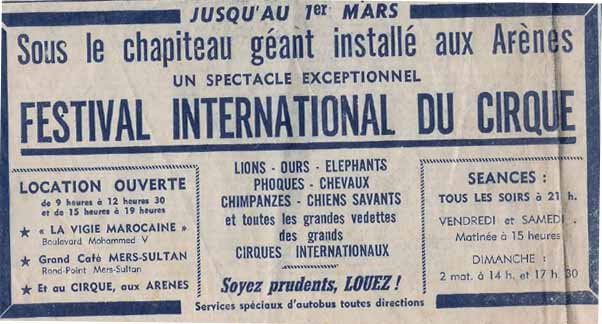 JUSQU'AU 1er MARS
Sous le chapiteau géant installé aux Arènes
UN SPECTACLE EXCEPTIONNEL
FESTIVAL INTERNATIONAL DU CIRQUE
LOCATION OUVERTE
de 9 heures à 12 heures 30
et de 15 heures à 19 heures
★ « LA VIGIE MAROCAINE »
Boulevard Mohammed V
★ Grand Café MERS-SULTAN
Rond-Point Mers-Sultan
★ Et au CIRQUE, aux ARENES
LIONS - OURS - ELEPHANTS
PHOQUES - CHEVAUX
CHIMPANZES - CHIENS SAVANTS
et toutes les grandes vedettes
des grands
CIRQUES INTERNATIONAUX
Soyez prudents, LOUEZ !
Services spéciaux d'autobus toutes directions
SEANCES :
TOUS LES SOIRS à 21 h.
VENDREDI et SAMEDI :
Matinée à 15 heures
DIMANCHE :
2 mat. à 14 h. et 17 h. 30